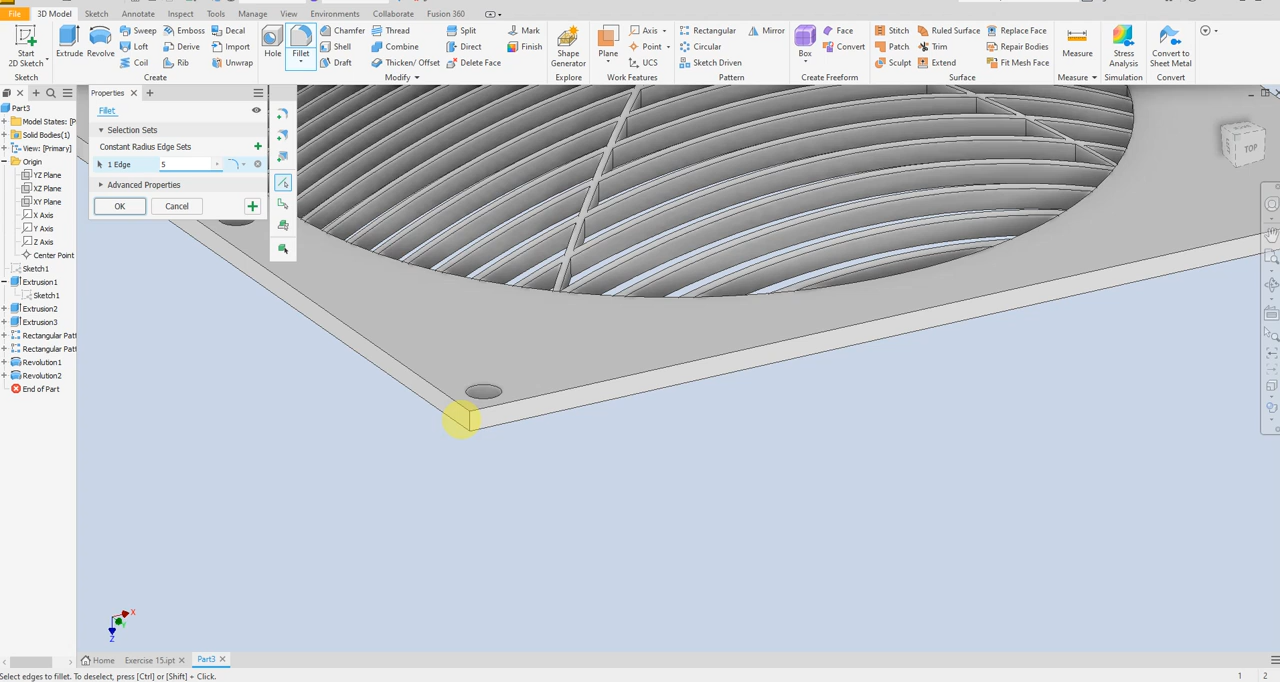 File 3D Model Sketch Annotate Inspect Tools Manage View Environments Collaborate Fusion 360
Start 2D Sketch Extrude Revolve Sweep Emboss Decal Hole Fillet Chamfer Thread Split Mark Shape Generator Plane Axis Rectangular Mirror Box Face Stitch Ruled Surface Replace Face Measure Stress Analysis Convert to Sheet Metal
Loft Derive Import Shell Combine Direct Finish Point Circular Convert Patch Trim Repair Bodies
Coil Rib Unwrap Draft Thicken/ Offset Delete Face UCS Sketch Driven Sculpt Extend Fit Mesh Face
Sketch Create Modify Explore Work Features Pattern Create Freeform Surface Measure Simulation Convert
Properties
Fillet
Selection Sets
Constant Radius Edge Sets
1 Edge 5
Advanced Properties
OK Cancel
Part3
Model States: [P
Solid Bodies(1)
View: [Primary]
Origin
YZ Plane
XZ Plane
XY Plane
X Axis
Y Axis
Z Axis
Center Point
Sketch1
Extrusion1
Sketch1
Extrusion2
Extrusion3
Rectangular Patt
Rectangular Patt
Revolution1
Revolution2
End of Part
TOP
X
Y
Z
Home Exercise 15.ipt Part3
Select edges to fillet. To deselect, press [Ctrl] or [Shift] + Click. 1 2